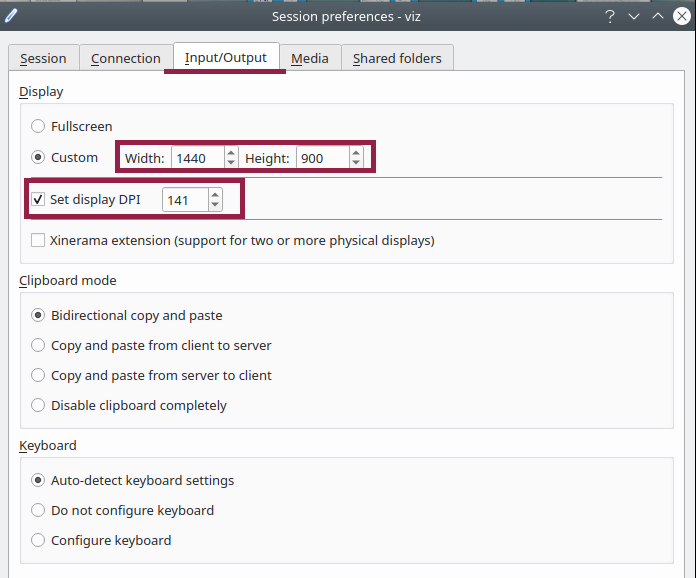 Session preferences - viz
Session Connection Input/Output Media Shared folders
Display
Fullscreen
Custom Width: 1440 Height: 900
Set display DPI 141
Xinerama extension (support for two or more physical displays)
Clipboard mode
Bidirectional copy and paste
Copy and paste from client to server
Copy and paste from server to client
Disable clipboard completely
Keyboard
Auto-detect keyboard settings
Do not configure keyboard
Configure keyboard